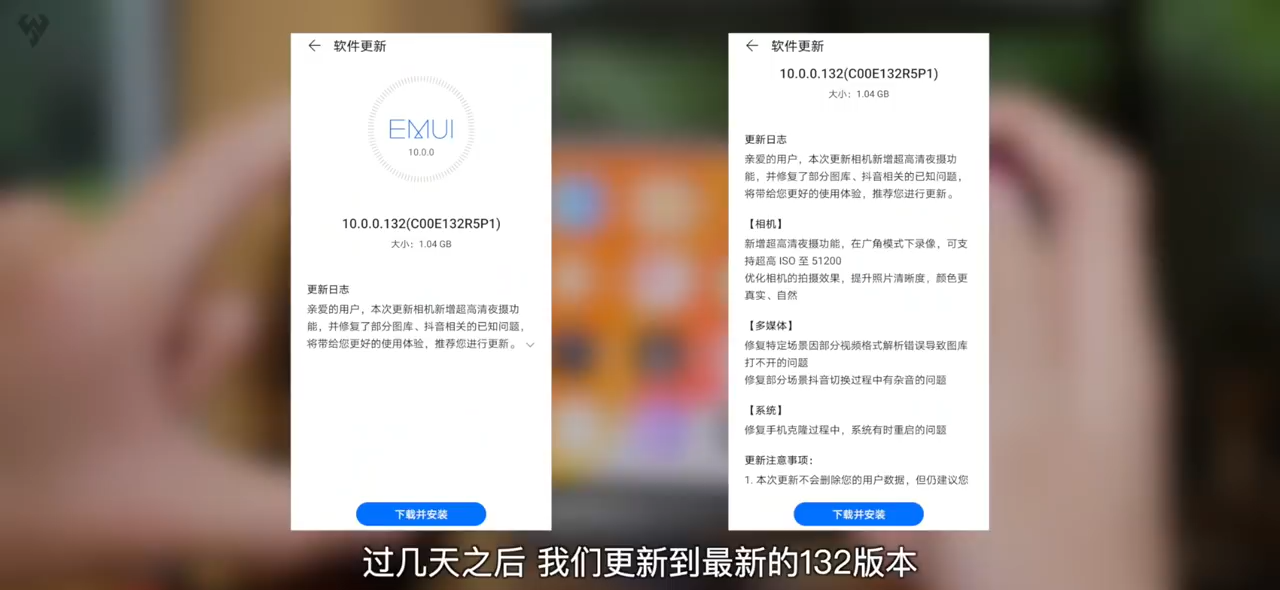 软件更新
EMUI
10.0.0
10.0.0.132(C00E132R5P1)
大小：1.04 GB
更新日志
亲爱的用户，本次更新相机新增超高清夜摄功
能，并修复了部分图库、抖音相关的已知问题，
将带给您更好的使用体验，推荐您进行更新。
下载并安装
软件更新
10.0.0.132(C00E132R5P1)
大小：1.04 GB
更新日志
亲爱的用户，本次更新相机新增超高清夜摄功
能，并修复了部分图库、抖音相关的已知问题，
将带给您更好的使用体验，推荐您进行更新。
【相机】
新增超高清夜摄功能，在广角模式下录像，可支
持超高 ISO 至 51200
优化相机的拍摄效果，提升照片清晰度，颜色更
真实、自然
【多媒体】
修复特定场景因部分视频格式解析错误导致图库
打不开的问题
修复部分场景抖音切换过程中有杂音的问题
【系统】
修复手机克隆过程中，系统有时重启的问题
更新注意事项：
1. 本次更新不会删除您的用户数据，但仍建议您
下载并安装
过几天之后 我们更新到最新的132版本